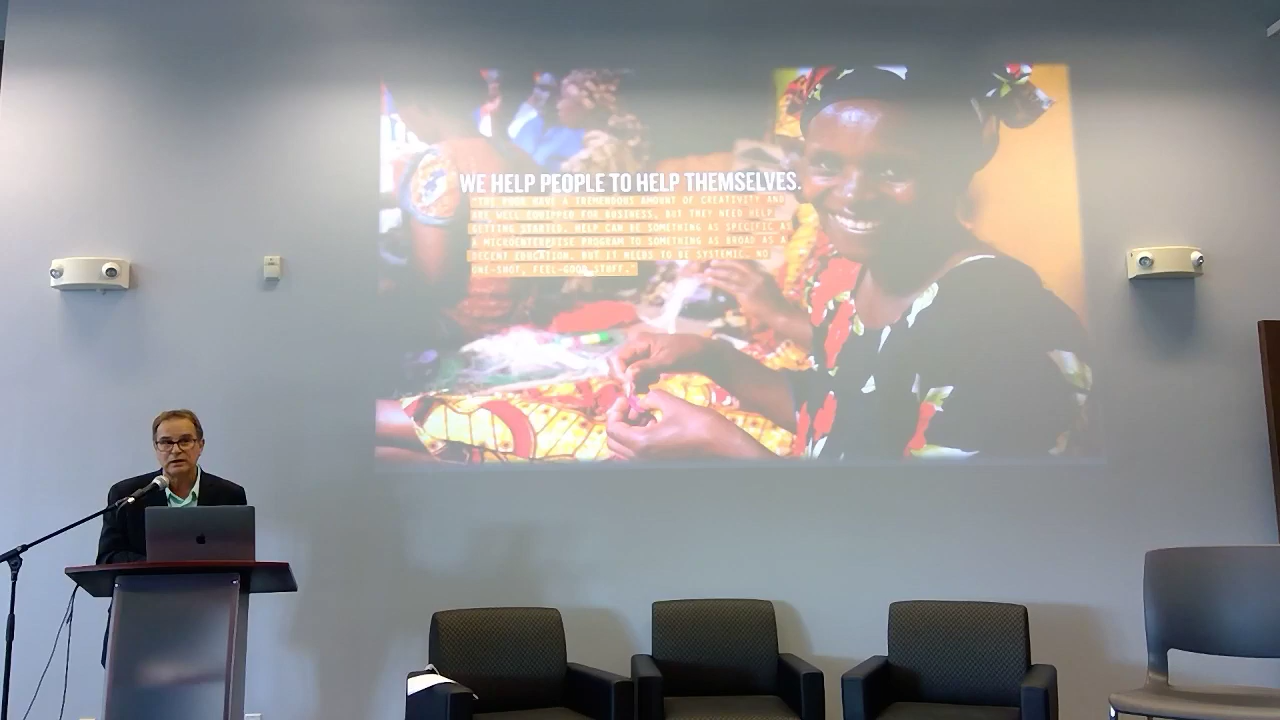 WE HELP PEOPLE TO HELP THEMSELVES.
THE POOR HAVE A TREMENDOUS AMOUNT OF CREATIVITY AND
ARE WELL EQUIPPED FOR BUSINESS, BUT THEY NEED HELP
GETTING STARTED. HELP CAN BE SOMETHING AS SPECIFIC AS
A MICROENTERPRISE PROGRAM TO SOMETHING AS BROAD AS A
DECENT EDUCATION. BUT IT NEEDS TO BE SYSTEMIC. NO
ONE-SHOT, FEEL-GOOD STUFF.